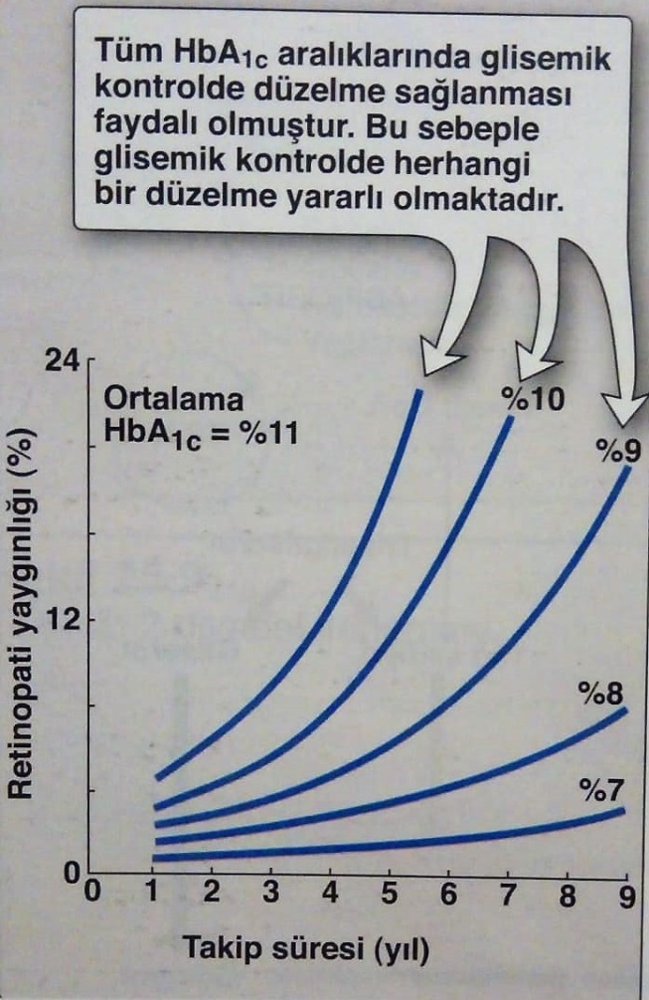 Tüm HbA1c aralıklarında glisemik
kontrolde düzelme sağlanması
faydalı olmuştur. Bu sebeple
glisemik kontrolde herhangi
bir düzelme yararlı olmaktadır.
24
Ortalama
HbA1c = %11
%10
%9
Retinopati yaygınlığı (%)
12
%8
%7
0
0 1 2 3 4 5 6 7 8 9
Takip süresi (yıl)